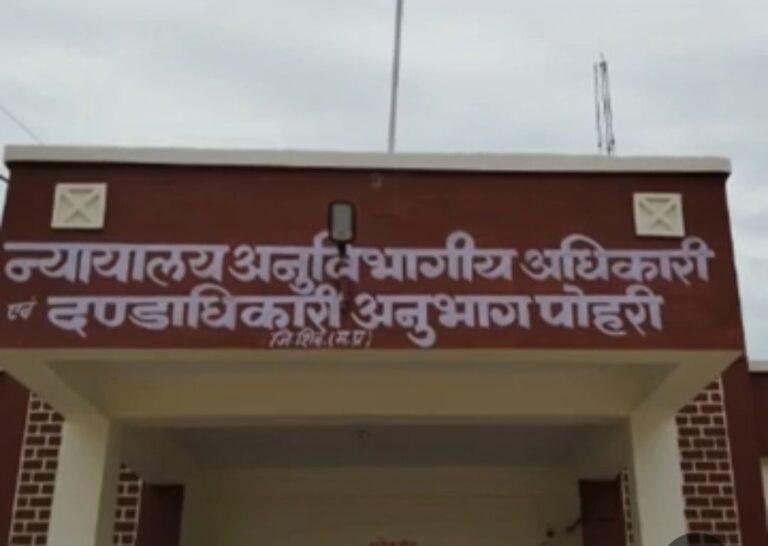 न्यायालय अनुविभागीय अधिकारी
एवं दण्डाधिकारी अनुभाग पोहरी
जि.शिव.(म.प्र)